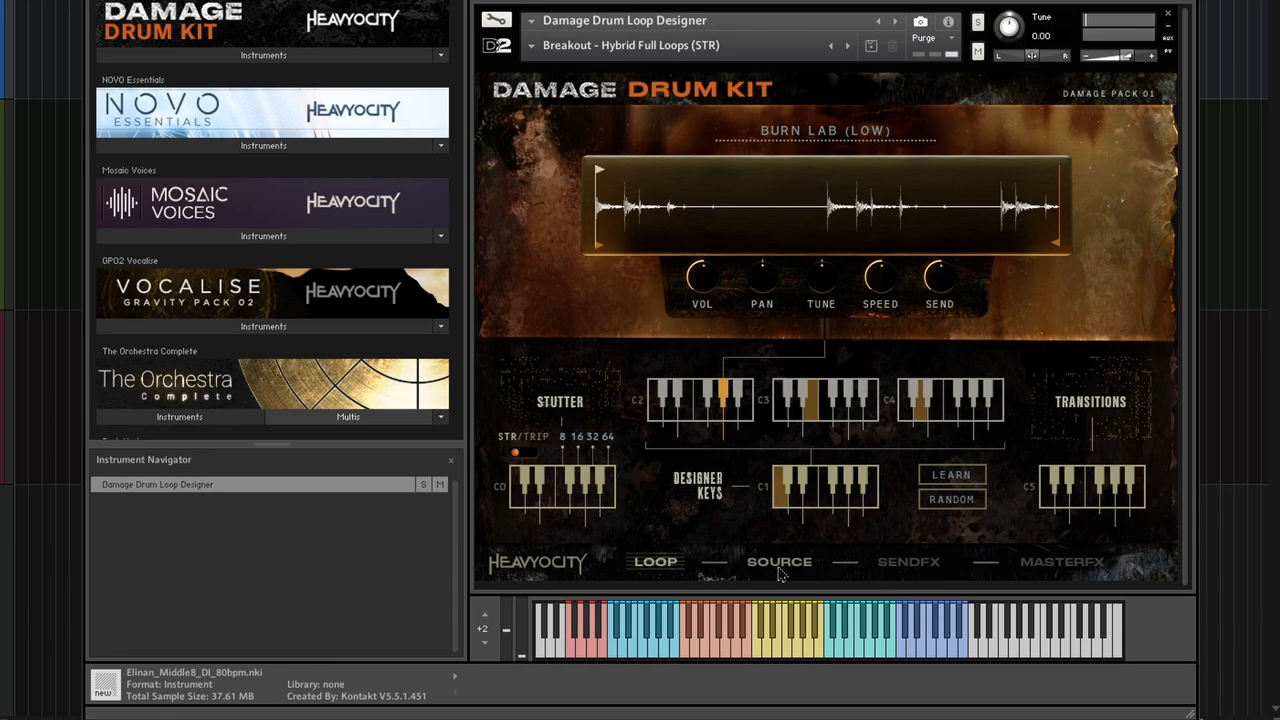 DAMAGE
DRUM KIT
HEAVYOCITY
Instruments
NOVO Essentials
NOVO
ESSENTIALS
HEAVYOCITY
Instruments
Mosaic Voices
MOSAIC
VOICES
HEAVYOCITY
Instruments
GPO2 Vocalise
VOCALISE
GRAVITY PACK 02
HEAVYOCITY
Instruments
The Orchestra Complete
The Orchestra
Complete
Instruments Multis
Instrument Navigator
Damage Drum Loop Designer S M
new
Elinan_Middle8_DI_80bpm.nki
Format: Instrument Library: none
Total Sample Size: 37.61 MB Created By: Kontakt V5.5.1.451
Damage Drum Loop Designer
D2 Breakout - Hybrid Full Loops (STR)
Purge
S
M
Tune
0.00
L R
AUX
PV
DAMAGE DRUM KIT
DAMAGE PACK 01
BURN LAB (LOW)
VOL PAN TUNE SPEED SEND
STUTTER
C2 C3 C4
TRANSITIONS
STR/TRIP 8 16 32 64
C0
DESIGNER
KEYS
C1
LEARN
RANDOM
C5
HEAVYOCITY LOOP SOURCE SENDFX MASTERFX
+2